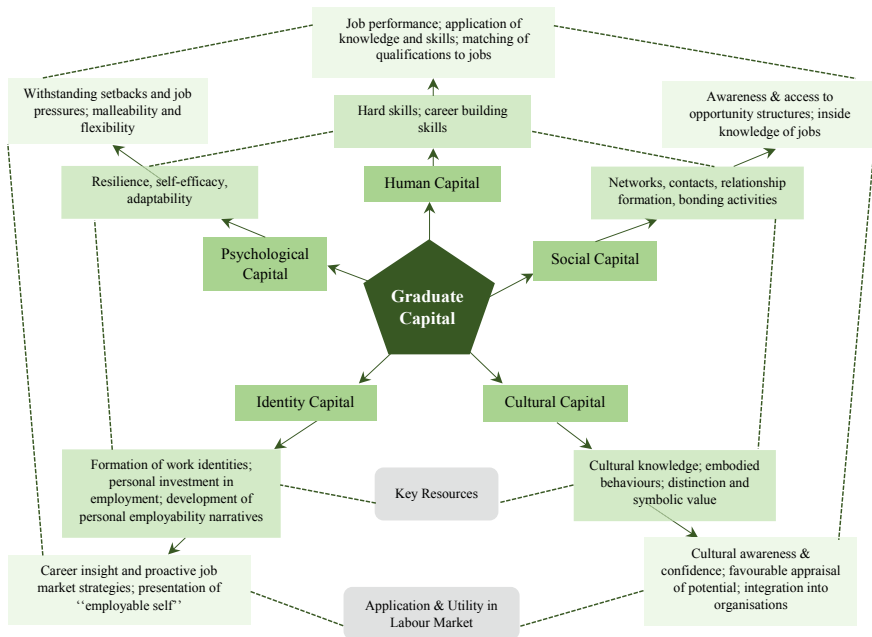 Job performance; application of
knowledge and skills; matching of
qualifications to jobs
Withstanding setbacks and job
pressures; malleability and
flexibility
Hard skills; career building
skills
Awareness & access to
opportunity structures; inside
knowledge of jobs
Resilience, self-efficacy,
adaptability
Human Capital
Networks, contacts, relationship
formation, bonding activities
Psychological
Capital
Social Capital
Graduate
Capital
Identity Capital
Cultural Capital
Formation of work identities;
personal investment in
employment; development of
personal employability narratives
Key Resources
Cultural knowledge; embodied
behaviours; distinction and
symbolic value
Career insight and proactive job
market strategies; presentation of
‘‘employable self’’
Application & Utility in
Labour Market
Cultural awareness &
confidence; favourable appraisal
of potential; integration into
organisations